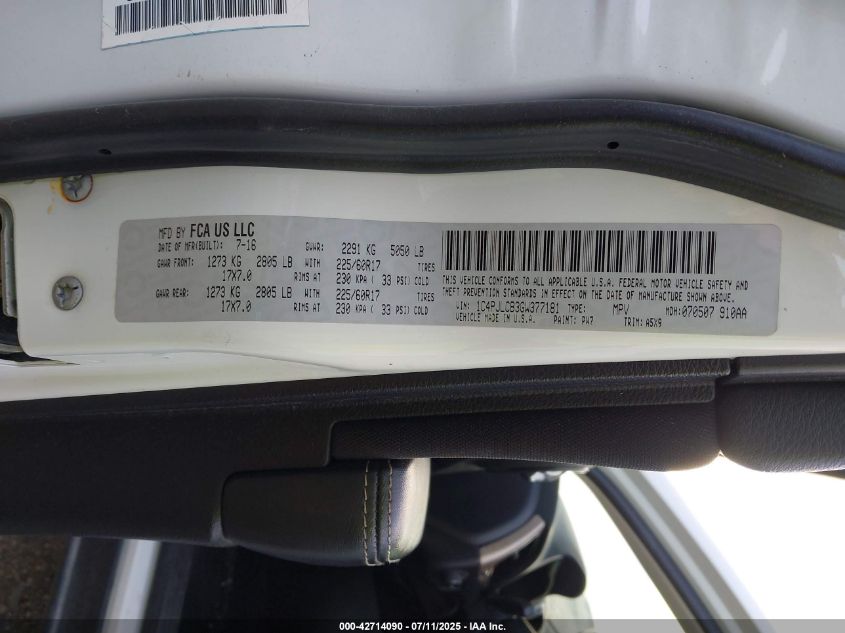 MFD BY FCA US LLC
DATE OF MFR(BUILT): 7-16 GVWR: 2291 KG 5050 LB
GAWR FRONT: 1273 KG 2805 LB WITH 225/60R17 TIRES
17X7.0 RIMS AT 230 KPA ( 33 PSI) COLD
GAWR REAR: 1273 KG 2805 LB WITH 225/60R17 TIRES
17X7.0 RIMS AT 230 KPA ( 33 PSI) COLD
THIS VEHICLE CONFORMS TO ALL APPLICABLE U.S.A. FEDERAL MOTOR VEHICLE SAFETY AND
THEFT PREVENTION STANDARDS IN EFFECT ON THE DATE OF MANUFACTURE SHOWN ABOVE.
VIN: 1C4PJLCB3GW377181 TYPE: MPV MDH: 070507 910AA
VEHICLE MADE IN U.S.A. PAINT: PW7 TRIM: A5X9
000-42714090 - 07/11/2025 - IAA Inc.